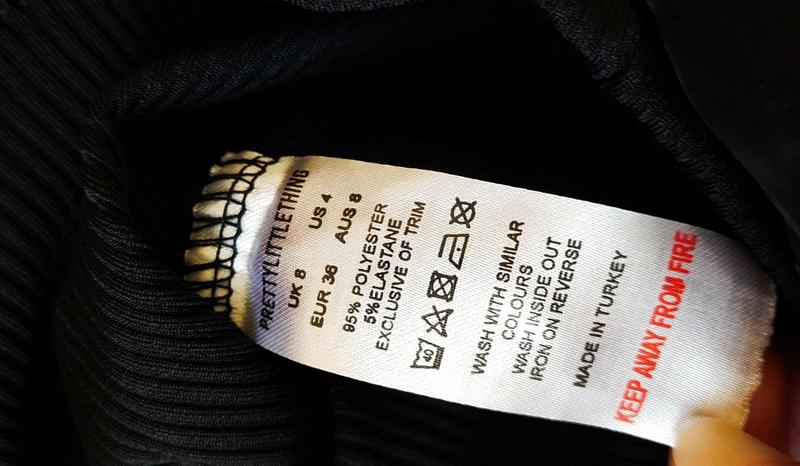 PRETTYLITTLETHING
UK 8 US 4
EUR 36 AUS 8
95% POLYESTER
5%ELASTANE
EXCLUSIVE OF TRIM
40
WASH WITH SIMILAR
COLOURS
WASH INSIDE OUT
IRON ON REVERSE
MADE IN TURKEY
KEEP AWAY FROM FIRE